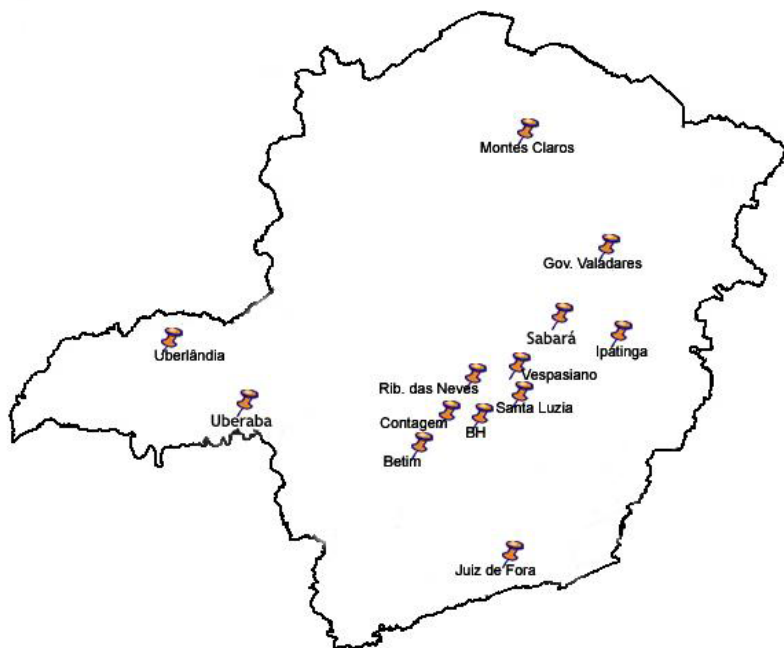 Montes Claros
Gov. Valadares
Sabará
Ipatinga
Uberlândia
Vespasiano
Rib. das Neves
Santa Luzia
Uberaba
Contagem
BH
Betim
Juiz de Fora